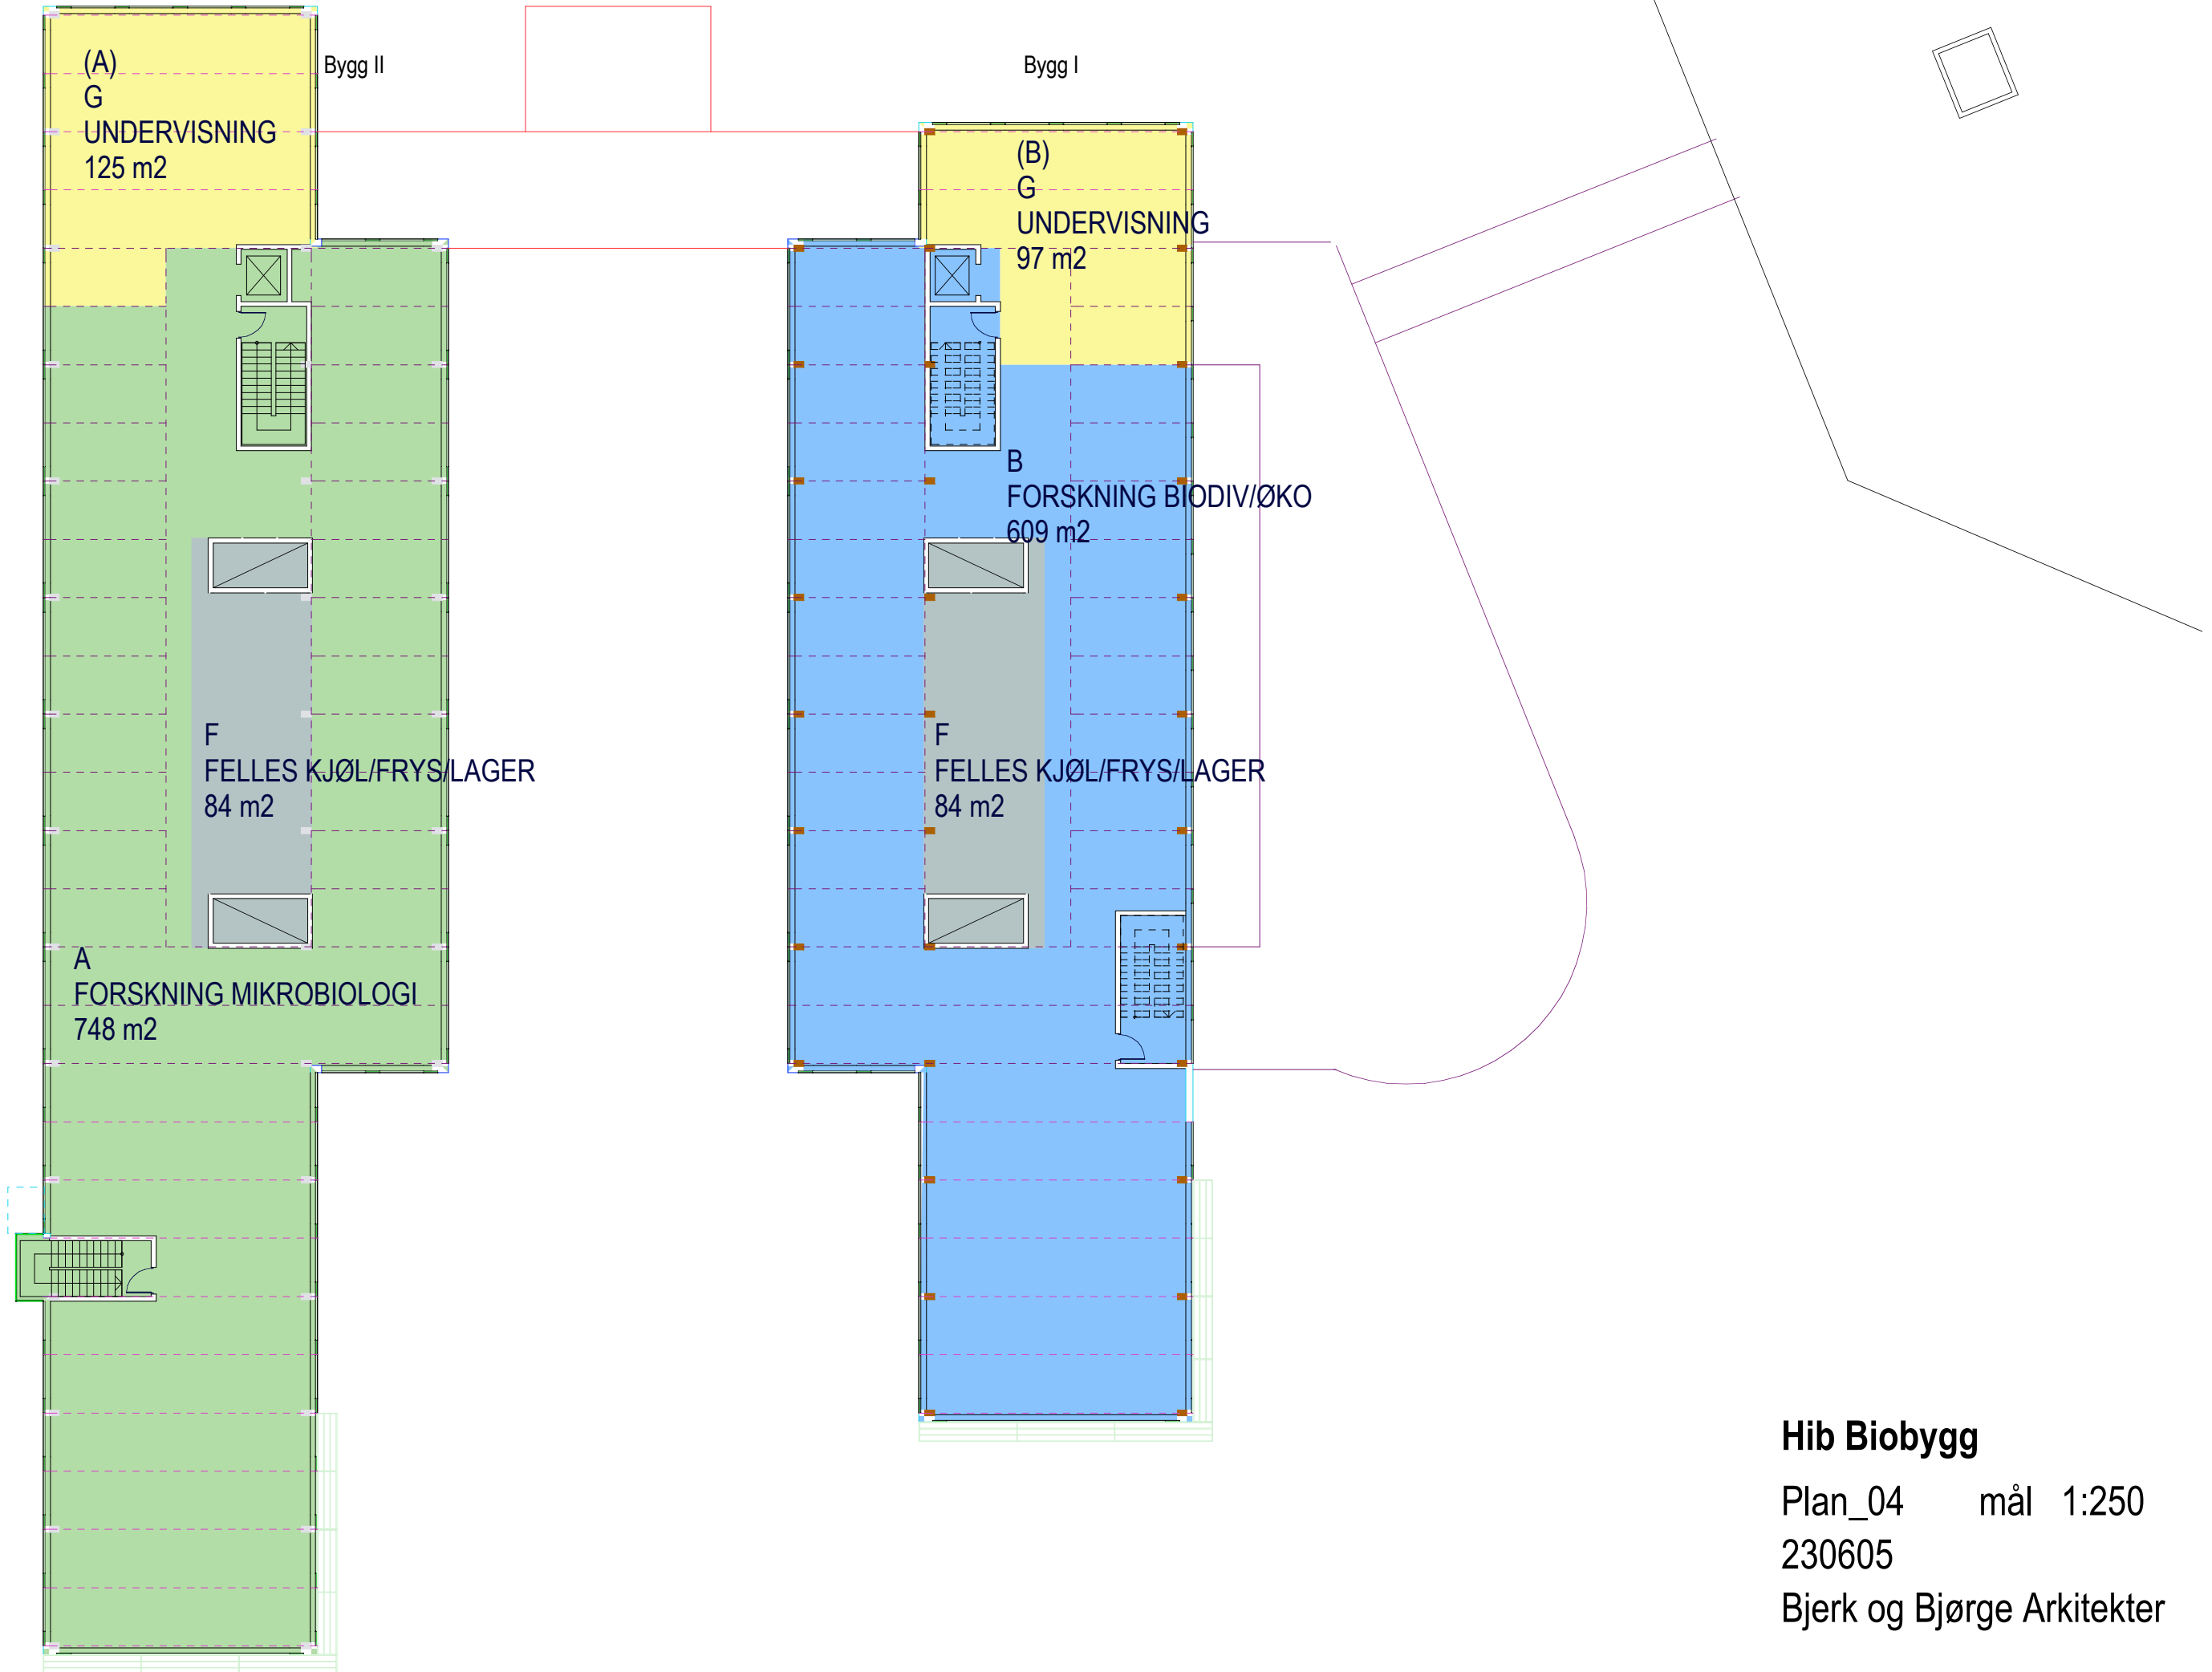 (A)
G
UNDERVISNING
125 m2
Bygg II
Bygg I
(B)
G
UNDERVISNING
97 m2
B
FORSKNING BIODIV/ØKO
609 m2
F
FELLES KJØL/FRYS/LAGER
84 m2
F
FELLES KJØL/FRYS/LAGER
84 m2
A
FORSKNING MIKROBIOLOGI
748 m2
Hib Biobygg
Plan_04 mål 1:250
230605
Bjerk og Bjørge Arkitekter